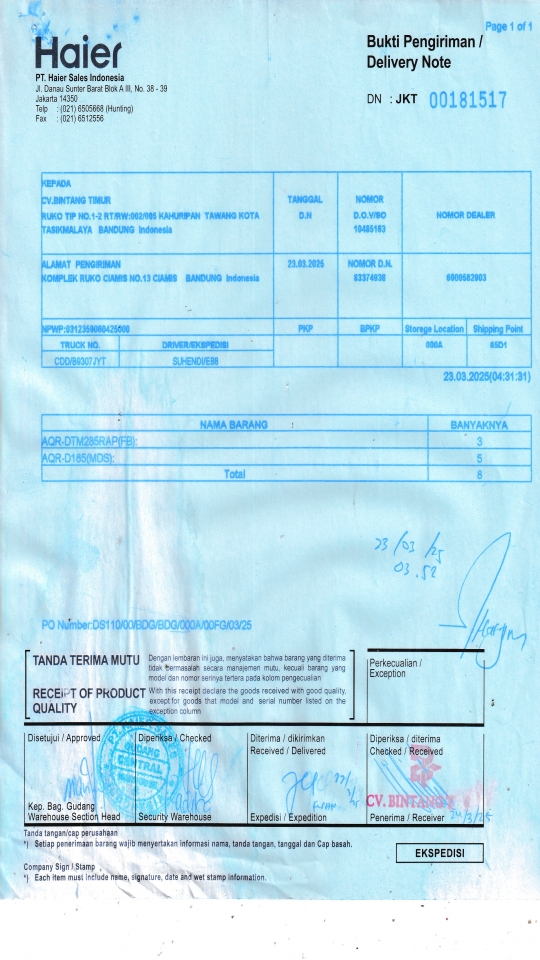 Page 1 of 1
Haier
PT. Haier Sales Indonesia
Jl. Danau Sunter Barat Blok A III, No. 38 - 39
Jakarta 14350
Telp : (021) 6505668 (Hunting)
Fax : (021) 6512556
Bukti Pengiriman /
Delivery Note
DN : JKT 00181517
KEPADA
CV.BINTANG TIMUR
RUKO TIP NO.1-2 RT/RW:002/005 KAHURIPAN TAWANG KOTA
TASIKMALAYA BANDUNG Indonesia
TANGGAL
D.N
NOMOR
D.O.V/SO
10485163
NOMOR DEALER
ALAMAT PENGIRIMAN
KOMPLEK RUKO CIAMIS NO.13 CIAMIS BANDUNG Indonesia
23.03.2025
NOMOR D.N.
83374938
6000582903
NPWP:0312359060425000
PKP
BPKP
Storege Location
Shipping Point
TRUCK NO.
DRIVER/EKSPEDISI
000A
65D1
CDD/B9307JYT
SUHENDI/EBB
23.03.2025(04:31:31)
NAMA BARANG BANYAKNYA
AQR-DTM285RAP(FB): 3
AQR-D185(MDS): 5
Total 8
23/03/25
03.52
PO Number:DS110/00/BDG/BDG/000A/00FG/03/25
TANDA TERIMA MUTU
Dengan lembaran ini juga, menyatakan bahwa barang yang diterima
tidak bermasalah secara manajemen mutu, kecuali barang yang
model dan nomor serinya tertera pada kolom pengecualian
RECEIPT OF PRODUCT
QUALITY
With this receipt declare the goods received with good quality,
except for goods that model and serial number listed on the
exception column
Perkecualian /
Exception
Disetujui / Approved
Diperiksa / Checked
Diterima / dikirimkan
Received / Delivered
Diperiksa / diterima
Checked / Received
GUDANG
CENTRAL
CV. BINTANG
Kep. Bag. Gudang
Warehouse Section Head
Security Warehouse
Expedisi / Expedition
Penerima / Receiver
24/3/25
Tanda tangan/cap perusahaan
*) Setiap penerimaan barang wajib menyertakan informasi nama, tanda tangan, tanggal dan Cap basah.
EKSPEDISI
Company Sign / Stamp
*) Each item must include name, signature, date and wet stamp information.